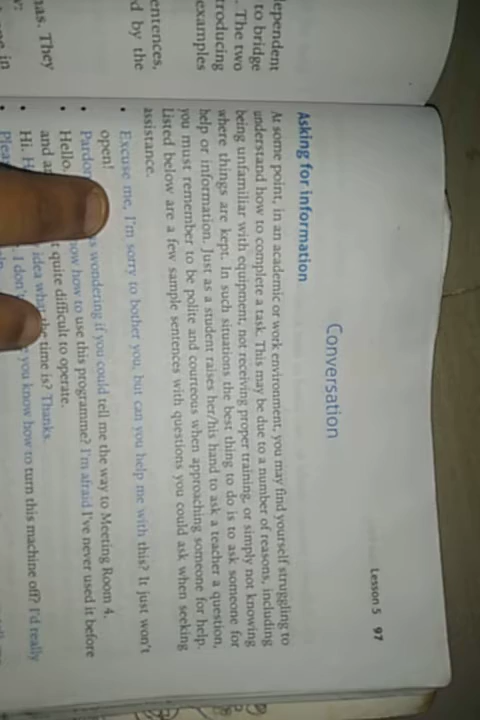 Lesson 5 97
Conversation
Asking for information
At some point, in an academic or work environment, you may find yourself struggling to
understand how to complete a task. This may be due to a number of reasons, including
being unfamiliar with equipment, not receiving proper training, or simply not knowing
where things are kept. In such situations the best thing to do is to ask someone for
help or information. Just as a student raises her/his hand to ask a teacher a question,
you must remember to be polite and courteous when approaching someone for help.
Listed below are a few sample sentences with questions you could ask when seeking
assistance.
• Excuse me, I'm sorry to bother you, but can you help me with this? It just won't
open!
• Pardon wondering if you could tell me the way to Meeting Room 4.
• Hello. how to use this programme? I'm afraid I've never used it before
and quite difficult to operate.
• Hi. idea what the time is? Thanks.
• I don't you know how to turn this machine off? I'd really
ependent
to bridge
. The two
troducing
examples
entences,
d by the
nas. They
in